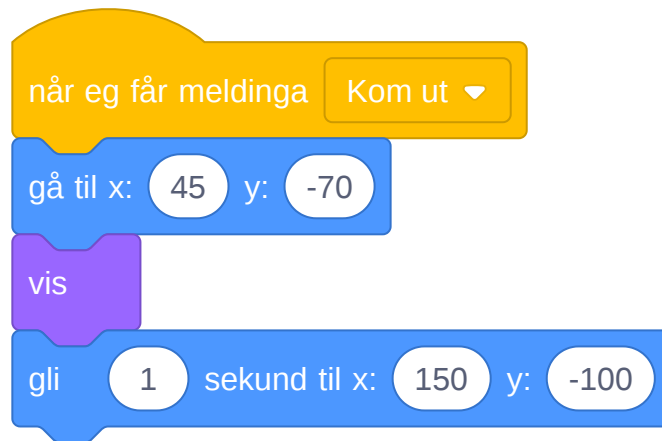 når eg får meldinga Kom ut
gå til x: 45 y: -70
vis
gli 1 sekund til x: 150 y: -100